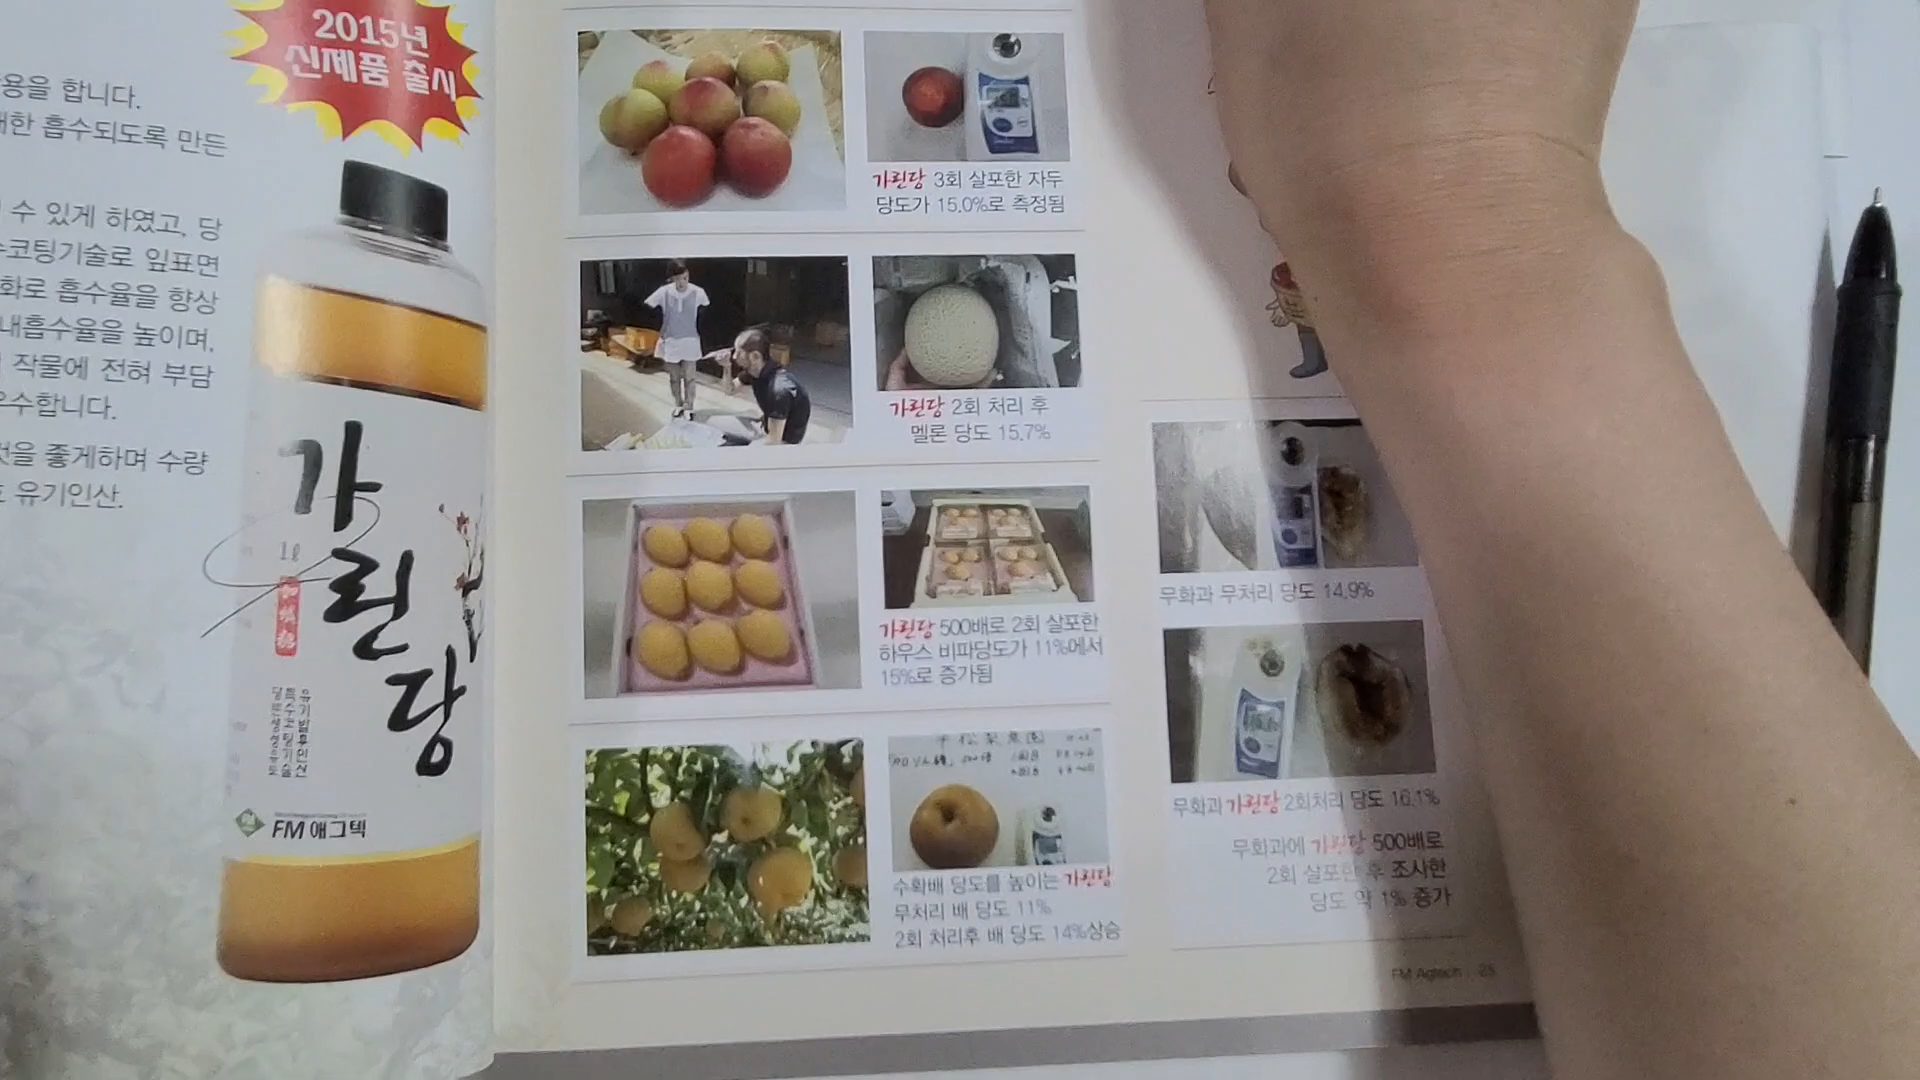 2015년
신제품 출시
용을 합니다.
한 흡수되도록 만든
수 있게 하였고, 당
코팅기술로 잎표면
화로 흡수율을 향상
내흡수율을 높이며,
작물에 전혀 부담
우수합니다.
것을 좋게하며 수량
유기인산.
가린당
1ℓ
FM 애그텍
가린당 3회 살포한 자두
당도가 15.0%로 측정됨
가린당 2회 처리 후
멜론 당도 15.7%
가린당 500배로 2회 살포한
하우스 비파당도가 11%에서
15%로 증가됨
수확배 당도를 높이는 가린당
무처리 배 당도 11%
2회 처리후 배 당도 14%상승
무화과 무처리 당도 14.9%
무화과 가린당 2회처리 당도 16.1%
무화과에 가린당 500배로
2회 살포한 후 조사한
당도 약 1% 증가
FM Agtech 25